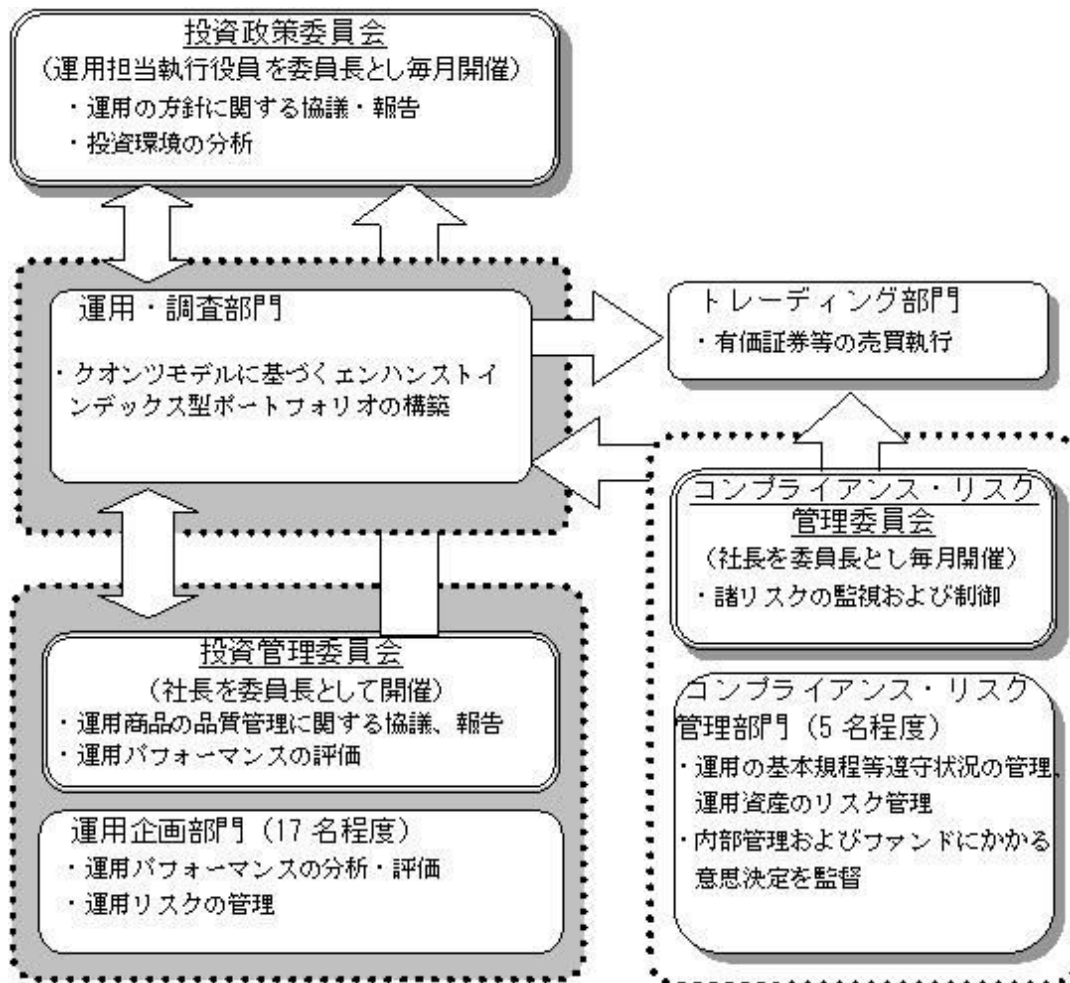 投資政策委員会
（運用担当執行役員を委員長とし毎月開催）
・運用の方針に関する協議・報告
・投資環境の分析
運用・調査部門
・クオンツモデルに基づくエンハンストイ
ンデックス型ポートフォリオの構築
トレーディング部門
・有価証券等の売買執行
コンプライアンス・リスク
管理委員会
（社長を委員長とし毎月開催）
・諸リスクの監視および制御
コンプライアンス・リスク
管理部門（5 名程度）
・運用の基本規程等遵守状況の管理、
運用資産のリスク管理
・内部管理およびファンドにかかる
意思決定を監督
投資管理委員会
（社長を委員長として開催）
・運用商品の品質管理に関する協議、報告
・運用パフォーマンスの評価
運用企画部門（17 名程度）
・運用パフォーマンスの分析・評価
・運用リスクの管理